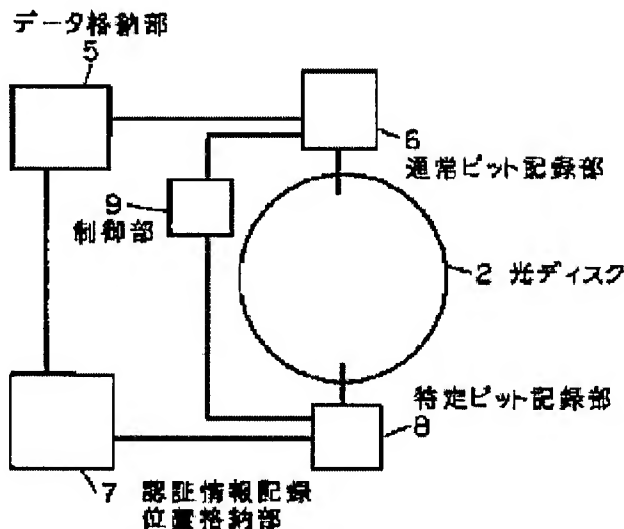 データ格納部
5
6
通常ピット記録部
9
制御部
2 光ディスク
特定ピット記録部
8
7 認証情報記録
位置格納部